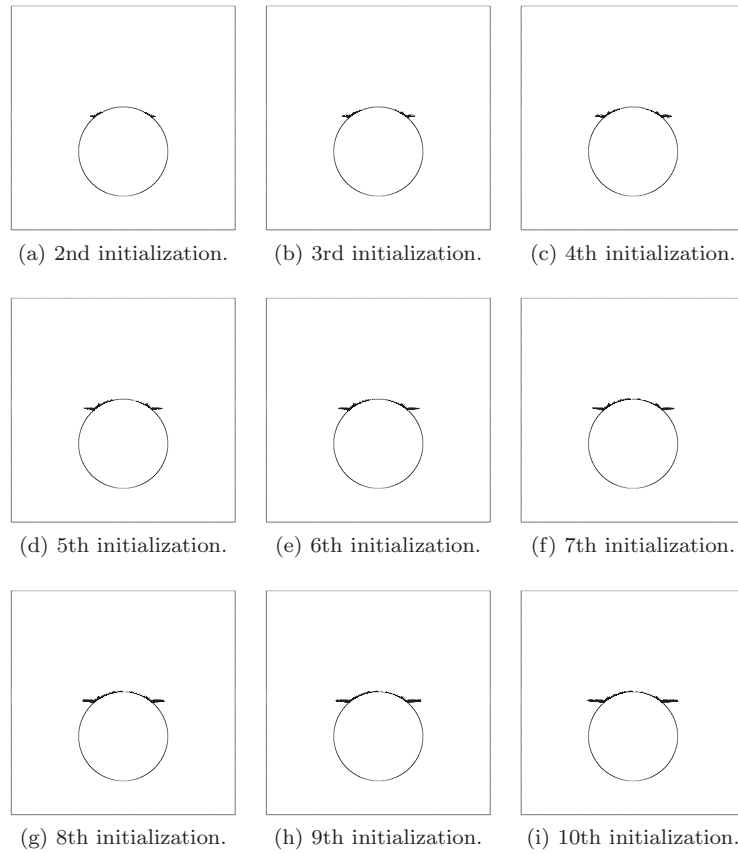 (a) 2nd initialization.
(b) 3rd initialization.
(c) 4th initialization.
(d) 5th initialization.
(e) 6th initialization.
(f) 7th initialization.
(g) 8th initialization.
(h) 9th initialization.
(i) 10th initialization.